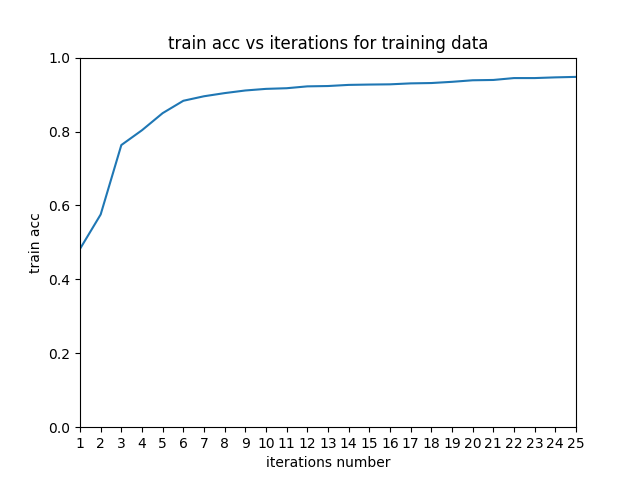 train acc vs iterations for training data
1.0
0.8
0.6
0.4
0.2
0.0
train acc
1 2 3 4 5 6 7 8 9 10 11 12 13 14 15 16 17 18 19 20 21 22 23 24 25
iterations number